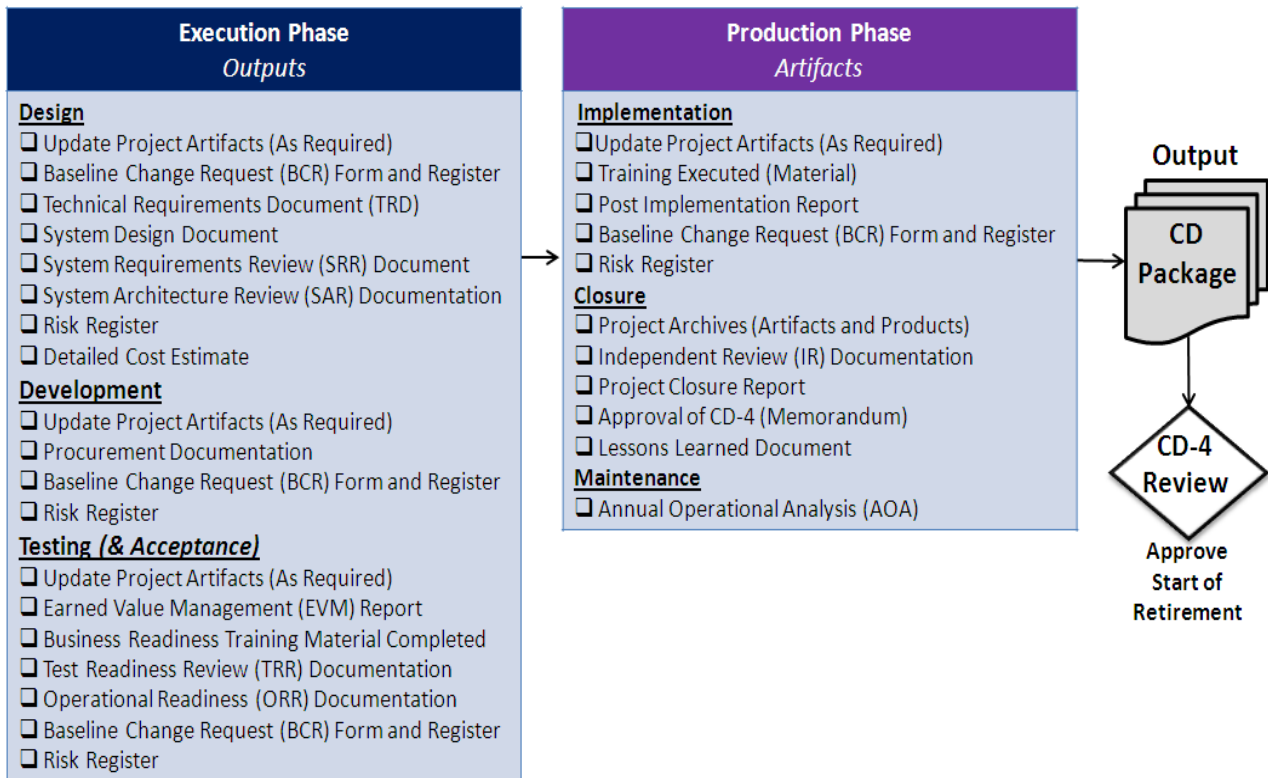 Execution Phase
Outputs
Design
Update Project Artifacts (As Required)
Baseline Change Request (BCR) Form and Register
Technical Requirements Document (TRD)
System Design Document
System Requirements Review (SRR) Document
System Architecture Review (SAR) Documentation
Risk Register
Detailed Cost Estimate
Development
Update Project Artifacts (As Required)
Procurement Documentation
Baseline Change Request (BCR) Form and Register
Risk Register
Testing (& Acceptance)
Update Project Artifacts (As Required)
Earned Value Management (EVM) Report
Business Readiness Training Material Completed
Test Readiness Review (TRR) Documentation
Operational Readiness (ORR) Documentation
Baseline Change Request (BCR) Form and Register
Risk Register
Production Phase
Artifacts
Implementation
Update Project Artifacts (As Required)
Training Executed (Material)
Post Implementation Report
Baseline Change Request (BCR) Form and Register
Risk Register
Closure
Project Archives (Artifacts and Products)
Independent Review (IR) Documentation
Project Closure Report
Approval of CD-4 (Memorandum)
Lessons Learned Document
Maintenance
Annual Operational Analysis (AOA)
Output
CD
Package
CD-4
Review
Approve
Start of
Retirement